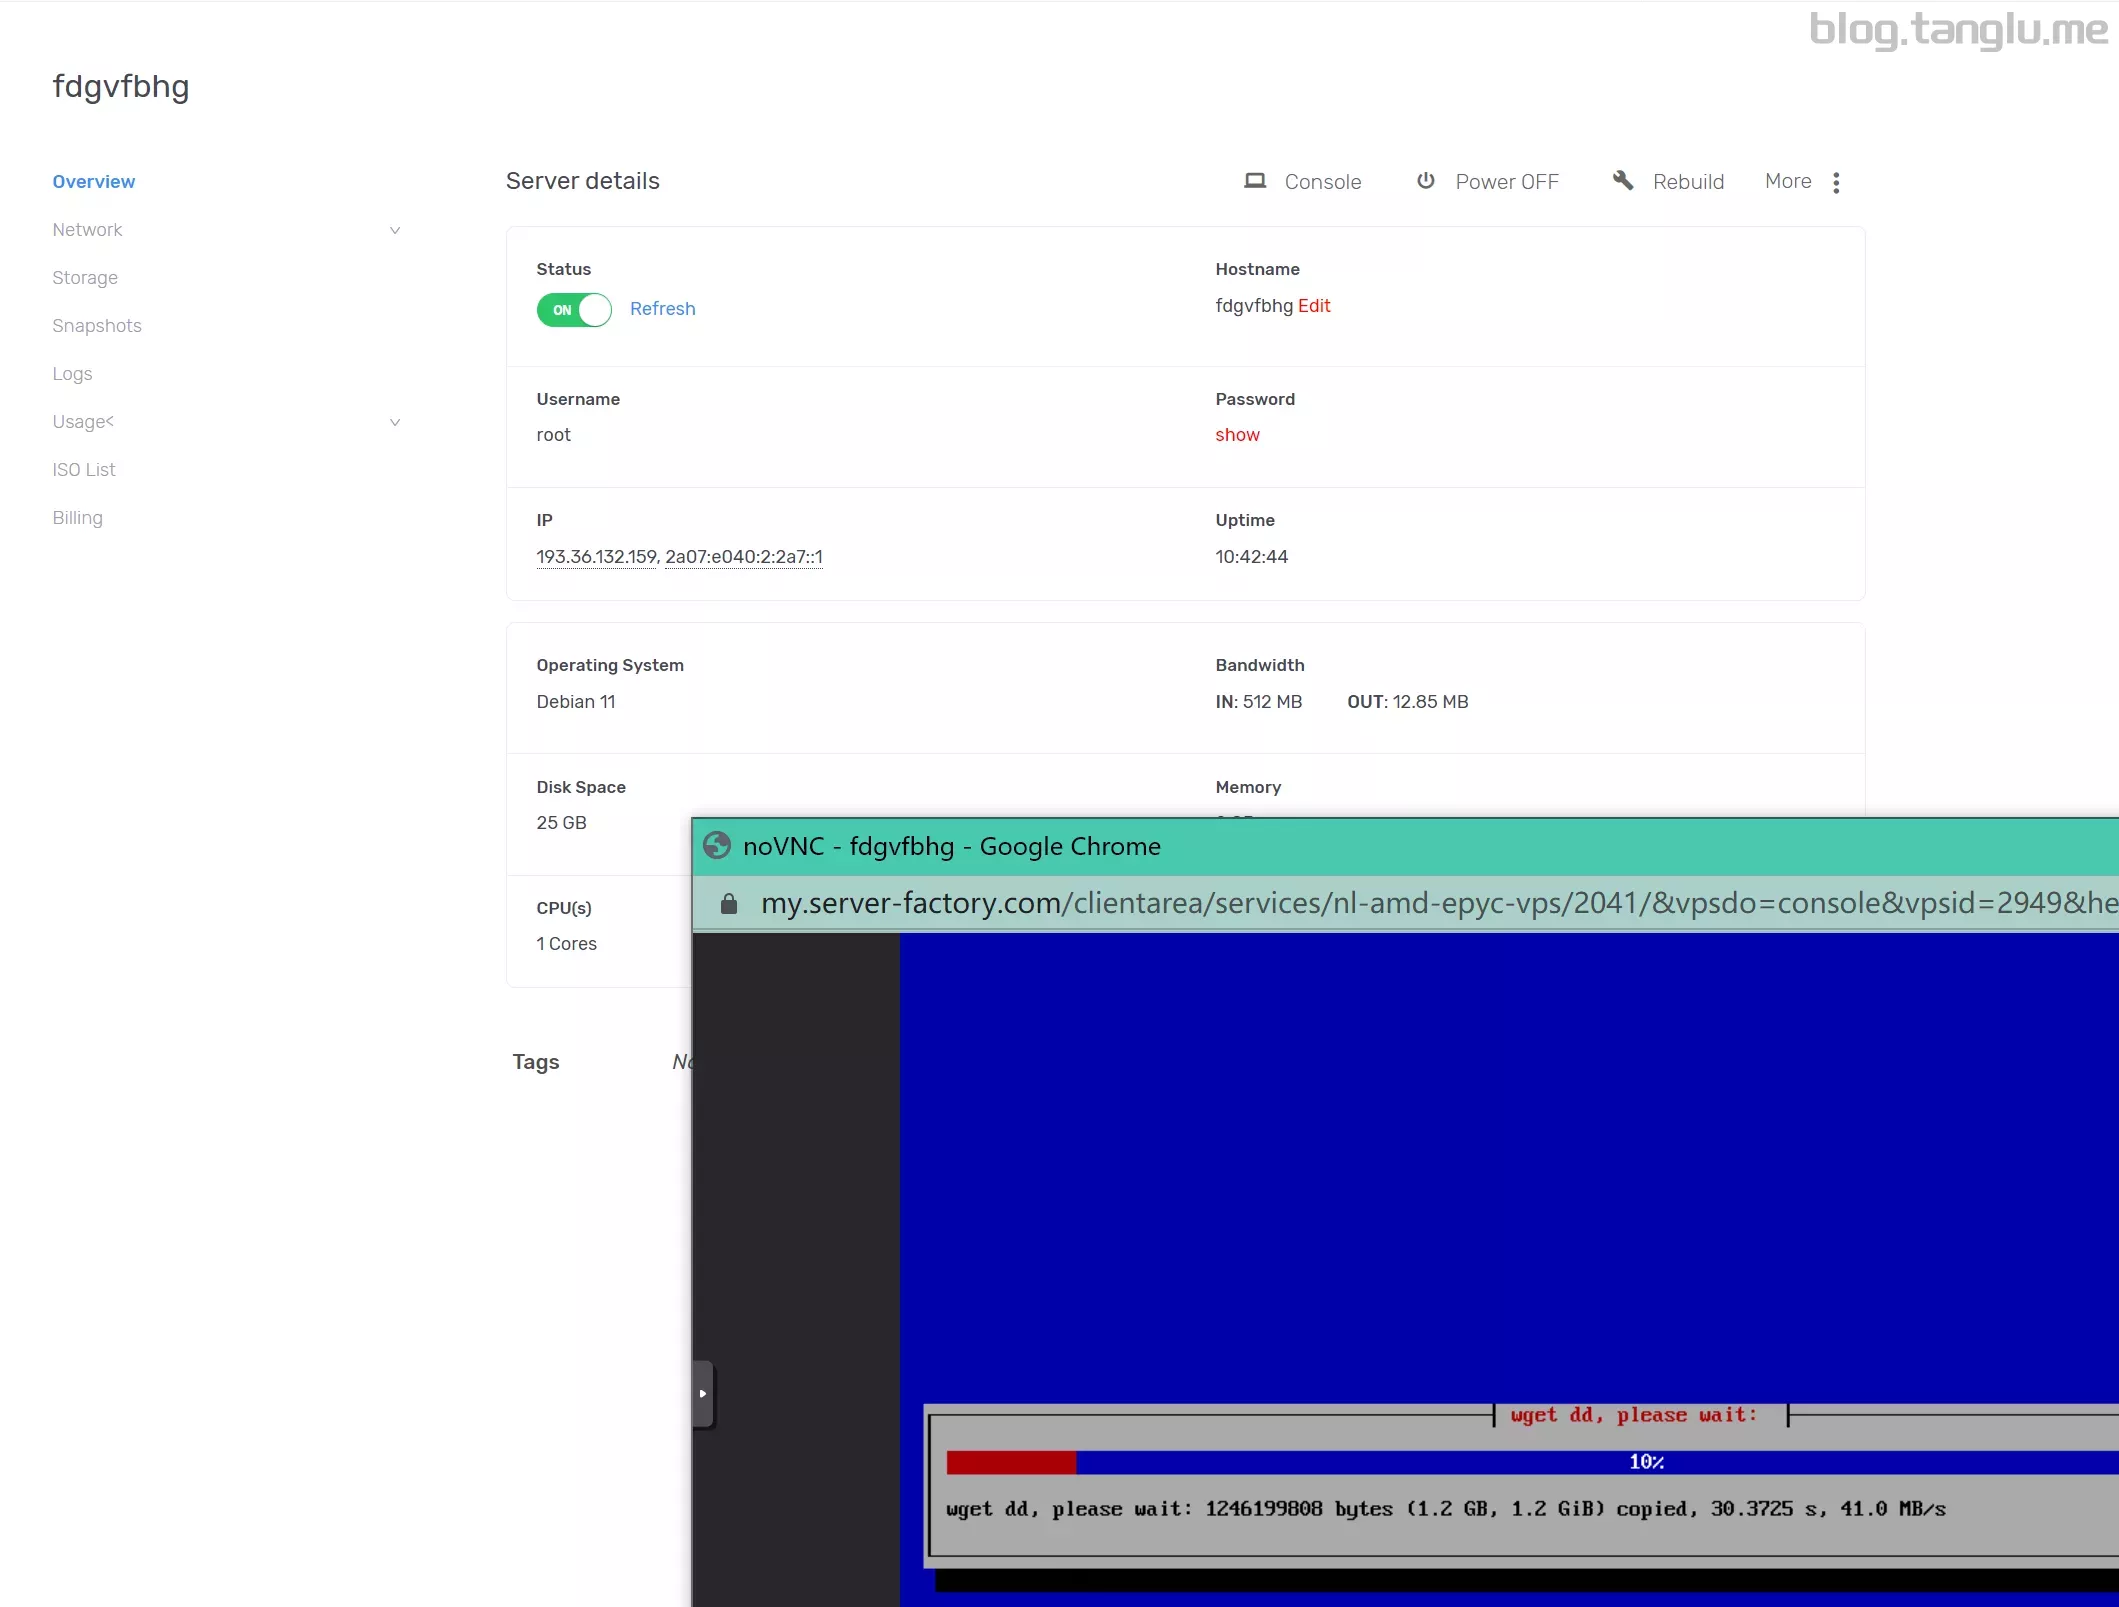 blog.tanglu.me
fdgvfbhg
Overview
Network
Storage
Snapshots
Logs
Usage<
ISO List
Billing
Server details
Console
Power OFF
Rebuild
More
Status
ON Refresh
Hostname
fdgvfbhg Edit
Username
root
Password
show
IP
193.36.132.159, 2a07:e040:2:2a7::1
Uptime
10:42:44
Operating System
Debian 11
Bandwidth
IN: 512 MB OUT: 12.85 MB
Disk Space
25 GB
Memory
CPU(s)
1 Cores
Tags
noVNC - fdgvfbhg - Google Chrome
my.server-factory.com/clientarea/services/nl-amd-epyc-vps/2041/&vpsdo=console&vpsid=2949&he
wget dd, please wait:
10%
wget dd, please wait: 1246199808 bytes (1.2 GB, 1.2 GiB) copied, 30.3725 s, 41.0 MB/s